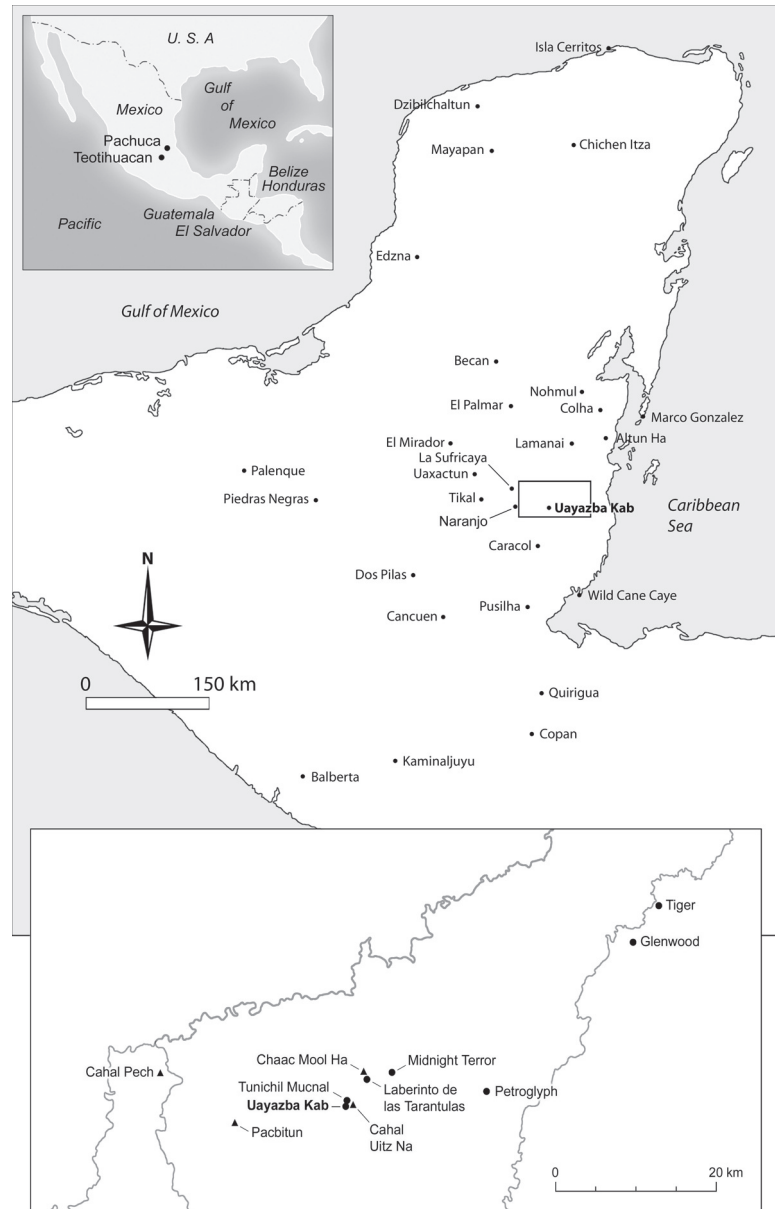 U. S. A
Gulf
of
Mexico
Mexico
Pachuca
Teotihuacan
Belize
Honduras
Guatemala
El Salvador
Pacific
Isla Cerritos
Dzibilchaltun
Mayapan
Chichen Itza
Edzna
Gulf of Mexico
Becan
Nohmul
El Palmar
Colha
Marco Gonzalez
El Mirador
Lamanai
Altun Ha
La Sufricaya
Uaxactun
Palenque
Tikal
Piedras Negras
Uayazba Kab
Naranjo
Caribbean
Sea
Caracol
N
Dos Pilas
Wild Cane Caye
Cancuen
Pusilha
0 150 km
Quirigua
Copan
Kaminaljuyu
Balberta
Tiger
Glenwood
Chaac Mool Ha
Midnight Terror
Cahal Pech
Laberinto de
las Tarantulas
Tunichil Mucnal
Petroglyph
Uayazba Kab
Pacbitun
Cahal
Uitz Na
0 20 km